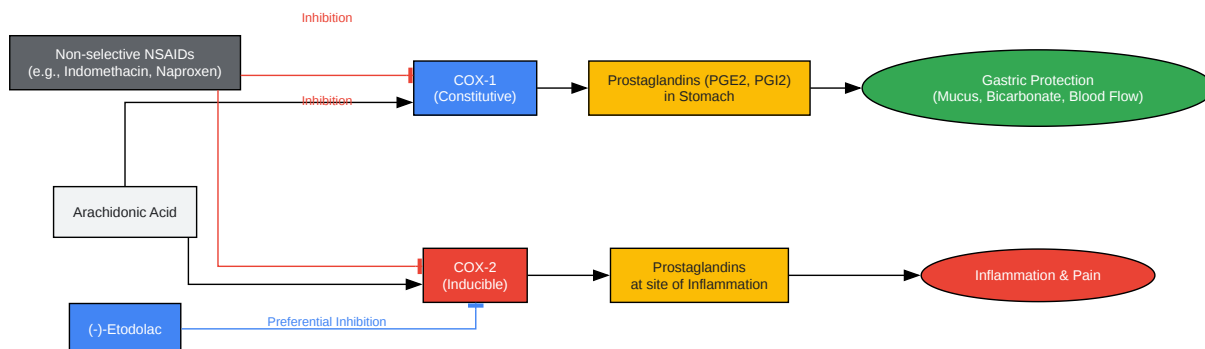 Inhibition
Non-selective NSAIDs
(e.g., Indomethacin, Naproxen)
COX-1
(Constitutive)
Prostaglandins (PGE2, PGI2)
in Stomach
Gastric Protection
(Mucus, Bicarbonate, Blood Flow)
Inhibition
Arachidonic Acid
COX-2
(Inducible)
Prostaglandins
at site of Inflammation
Inflammation & Pain
(-)-Etodolac
Preferential Inhibition